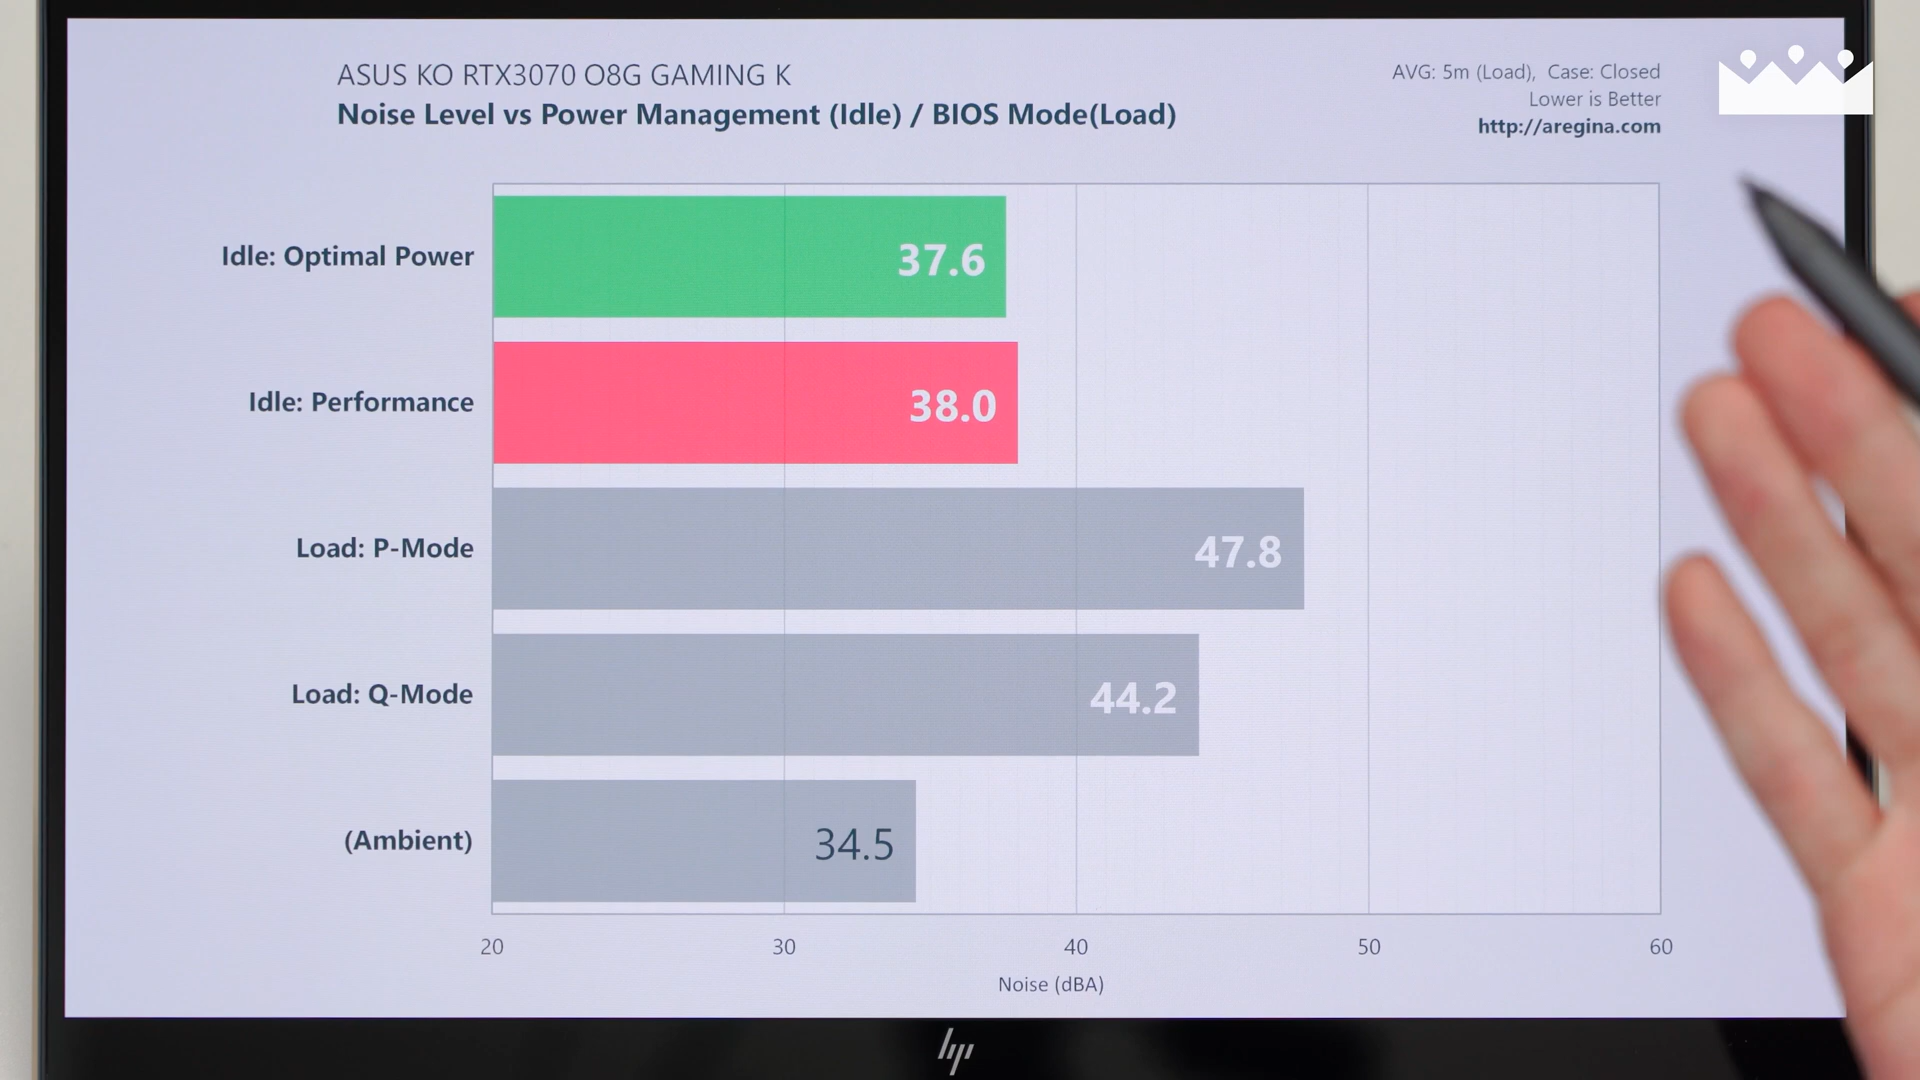 ASUS KO RTX3070 O8G GAMING K
Noise Level vs Power Management (Idle) / BIOS Mode(Load)
AVG: 5m (Load),  Case: Closed
Lower is Better
http://aregina.com
Idle: Optimal Power
37.6
Idle: Performance
38.0
Load: P-Mode
47.8
Load: Q-Mode
44.2
(Ambient)
34.5
20 30 40 50 60
Noise (dBA)
hp